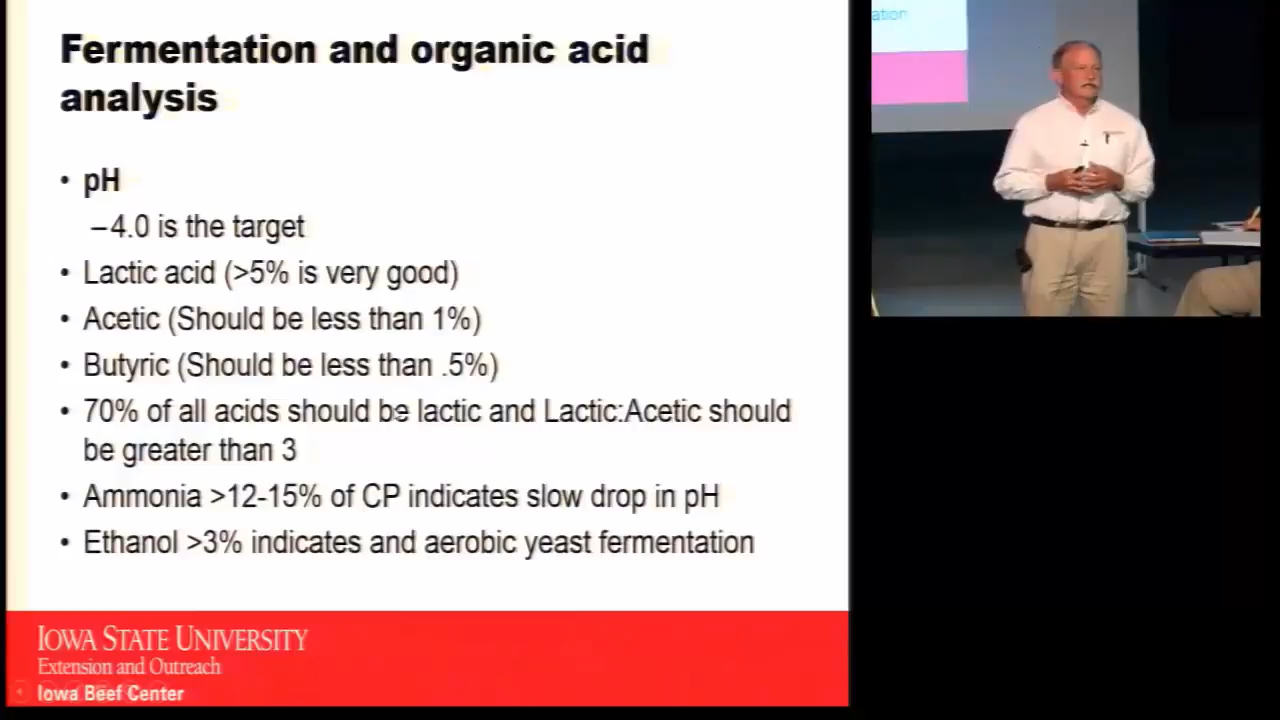 Fermentation and organic acid
analysis
• pH
–4.0 is the target
• Lactic acid (>5% is very good)
• Acetic (Should be less than 1%)
• Butyric (Should be less than .5%)
• 70% of all acids should be lactic and Lactic:Acetic should
be greater than 3
• Ammonia >12-15% of CP indicates slow drop in pH
• Ethanol >3% indicates and aerobic yeast fermentation
IOWA STATE UNIVERSITY
Extension and Outreach
Iowa Beef Center
ation